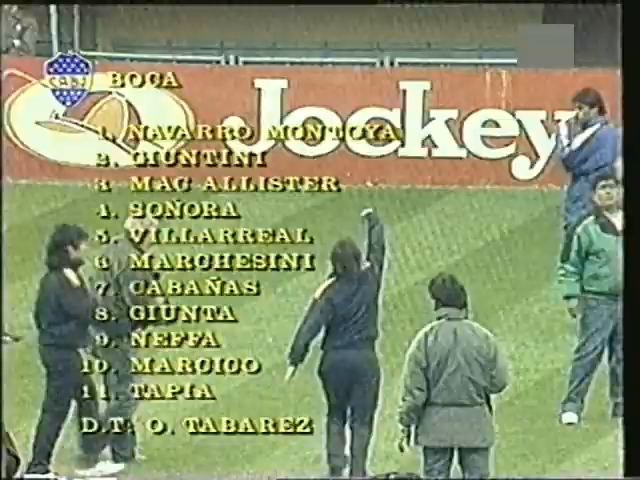 CABJ BOCA
Jockey
1. NAVARRO MONTOYA
2. GIUNTINI
3. MAC ALLISTER
4. SOÑORA
5. VILLARREAL
6. MARCHESINI
7. CABAÑAS
8. GIUNTA
9. NEFFA
10. MARCICO
11. TAPIA
D.T: O. TABAREZ